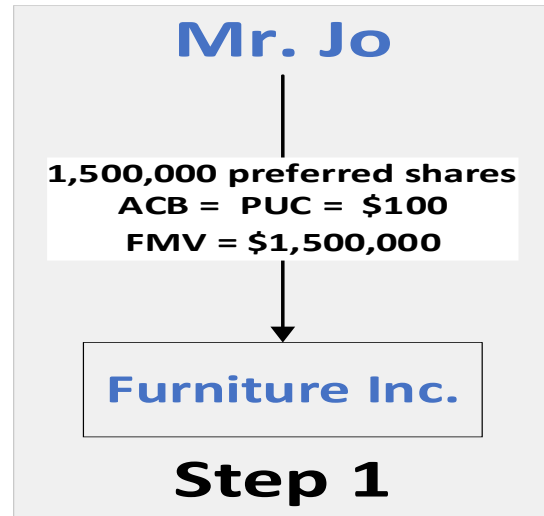 Mr. Jo
1,500,000 preferred shares
ACB = PUC = $100
FMV = $1,500,000
Furniture Inc.
Step 1